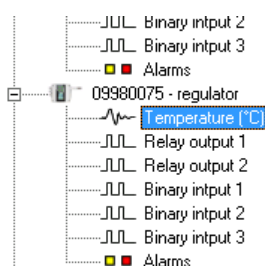 Binary intput 2
Binary intput 3
Alarms
09980075 - regulator
Temperature (°C)
Relay output 1
Relay output 2
Binary intput 1
Binary intput 2
Binary intput 3
Alarms